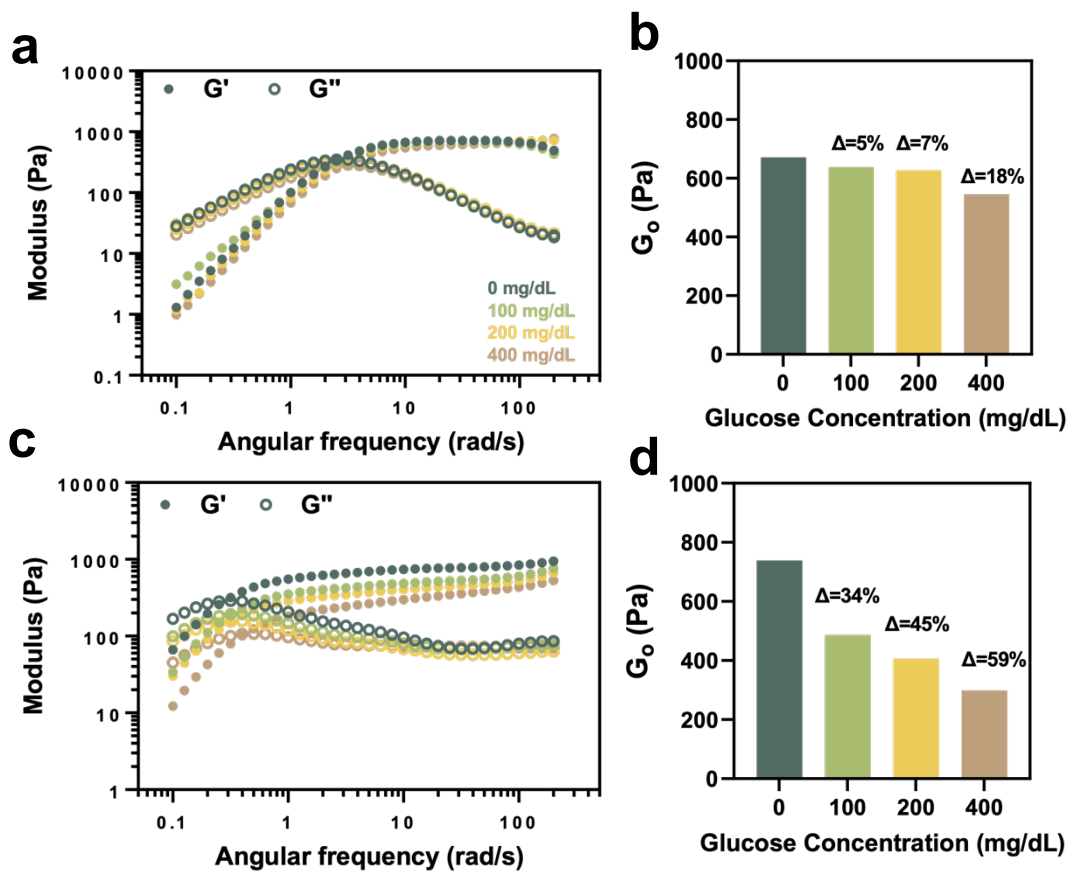 a
G' G"
Modulus (Pa)
10000
1000
100
10
1
0.1
0 mg/dL
100 mg/dL
200 mg/dL
400 mg/dL
0.1 1 10 100
Angular frequency (rad/s)
b
Go (Pa)
1000
800
600
400
200
0
Δ=5% Δ=7%
Δ=18%
0 100 200 400
Glucose Concentration (mg/dL)
c
G' G"
Modulus (Pa)
10000
1000
100
10
1
0.1 1 10 100
Angular frequency (rad/s)
d
Go (Pa)
1000
800
600
400
200
0
Δ=34%
Δ=45%
Δ=59%
0 100 200 400
Glucose Concentration (mg/dL)